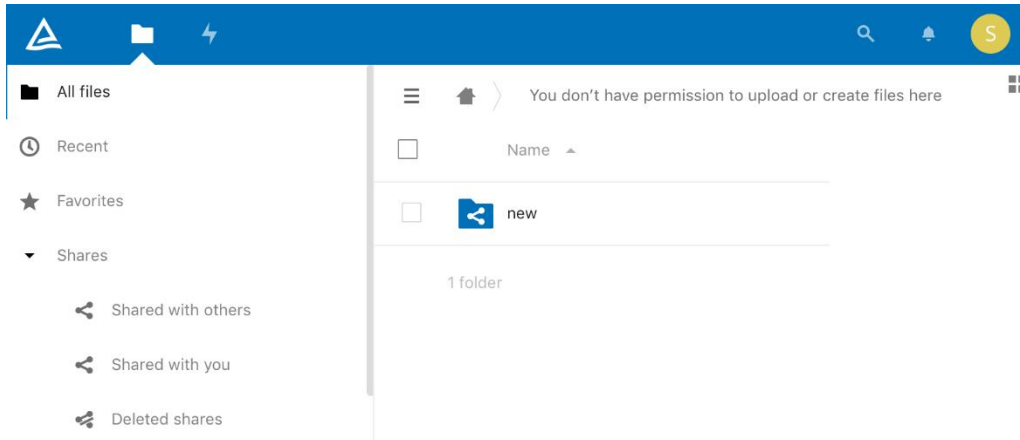 S
All files
You don't have permission to upload or create files here
Recent
Name
Favorites
new
Shares
1 folder
Shared with others
Shared with you
Deleted shares